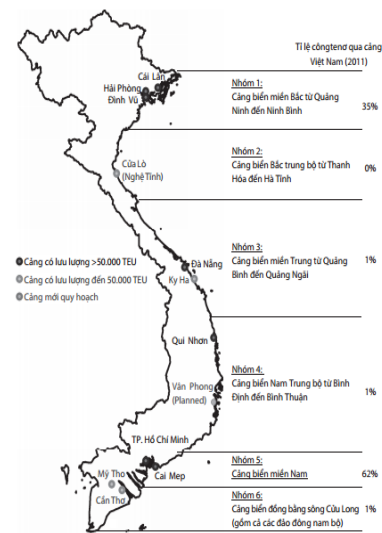 Tỉ lệ côngtenơ qua cảng
Việt Nam (2011)
Cái Lân
Hải Phòng
Đình Vũ
Nhóm 1:
Cảng biển miền Bắc từ Quảng
Ninh đến Ninh Bình
35%
Cửa Lò
(Nghệ Tĩnh)
Nhóm 2:
Cảng biển Bắc trung bộ từ Thanh
Hóa đến Hà Tĩnh
0%
Cảng có lưu lượng >50.000 TEU
Cảng có lưu lượng đến 50.000 TEU
Cảng mới quy hoạch
Đà Nẵng
Ky Ha
Nhóm 3:
Cảng biển miền Trung từ Quảng
Bình đến Quảng Ngãi
1%
Qui Nhơn
Vân Phong
(Planned)
Nhóm 4:
Cảng biển Nam Trung bộ từ Bình
Định đến Bình Thuận
1%
TP. Hồ Chí Minh
Cai Mep
Nhóm 5:
Cảng biển miền Nam
62%
Mỹ Tho
Cần Thơ
Nhóm 6:
Cảng biển đồng bằng sông Cửu Long
(gồm cả các đảo đông nam bộ)
1%